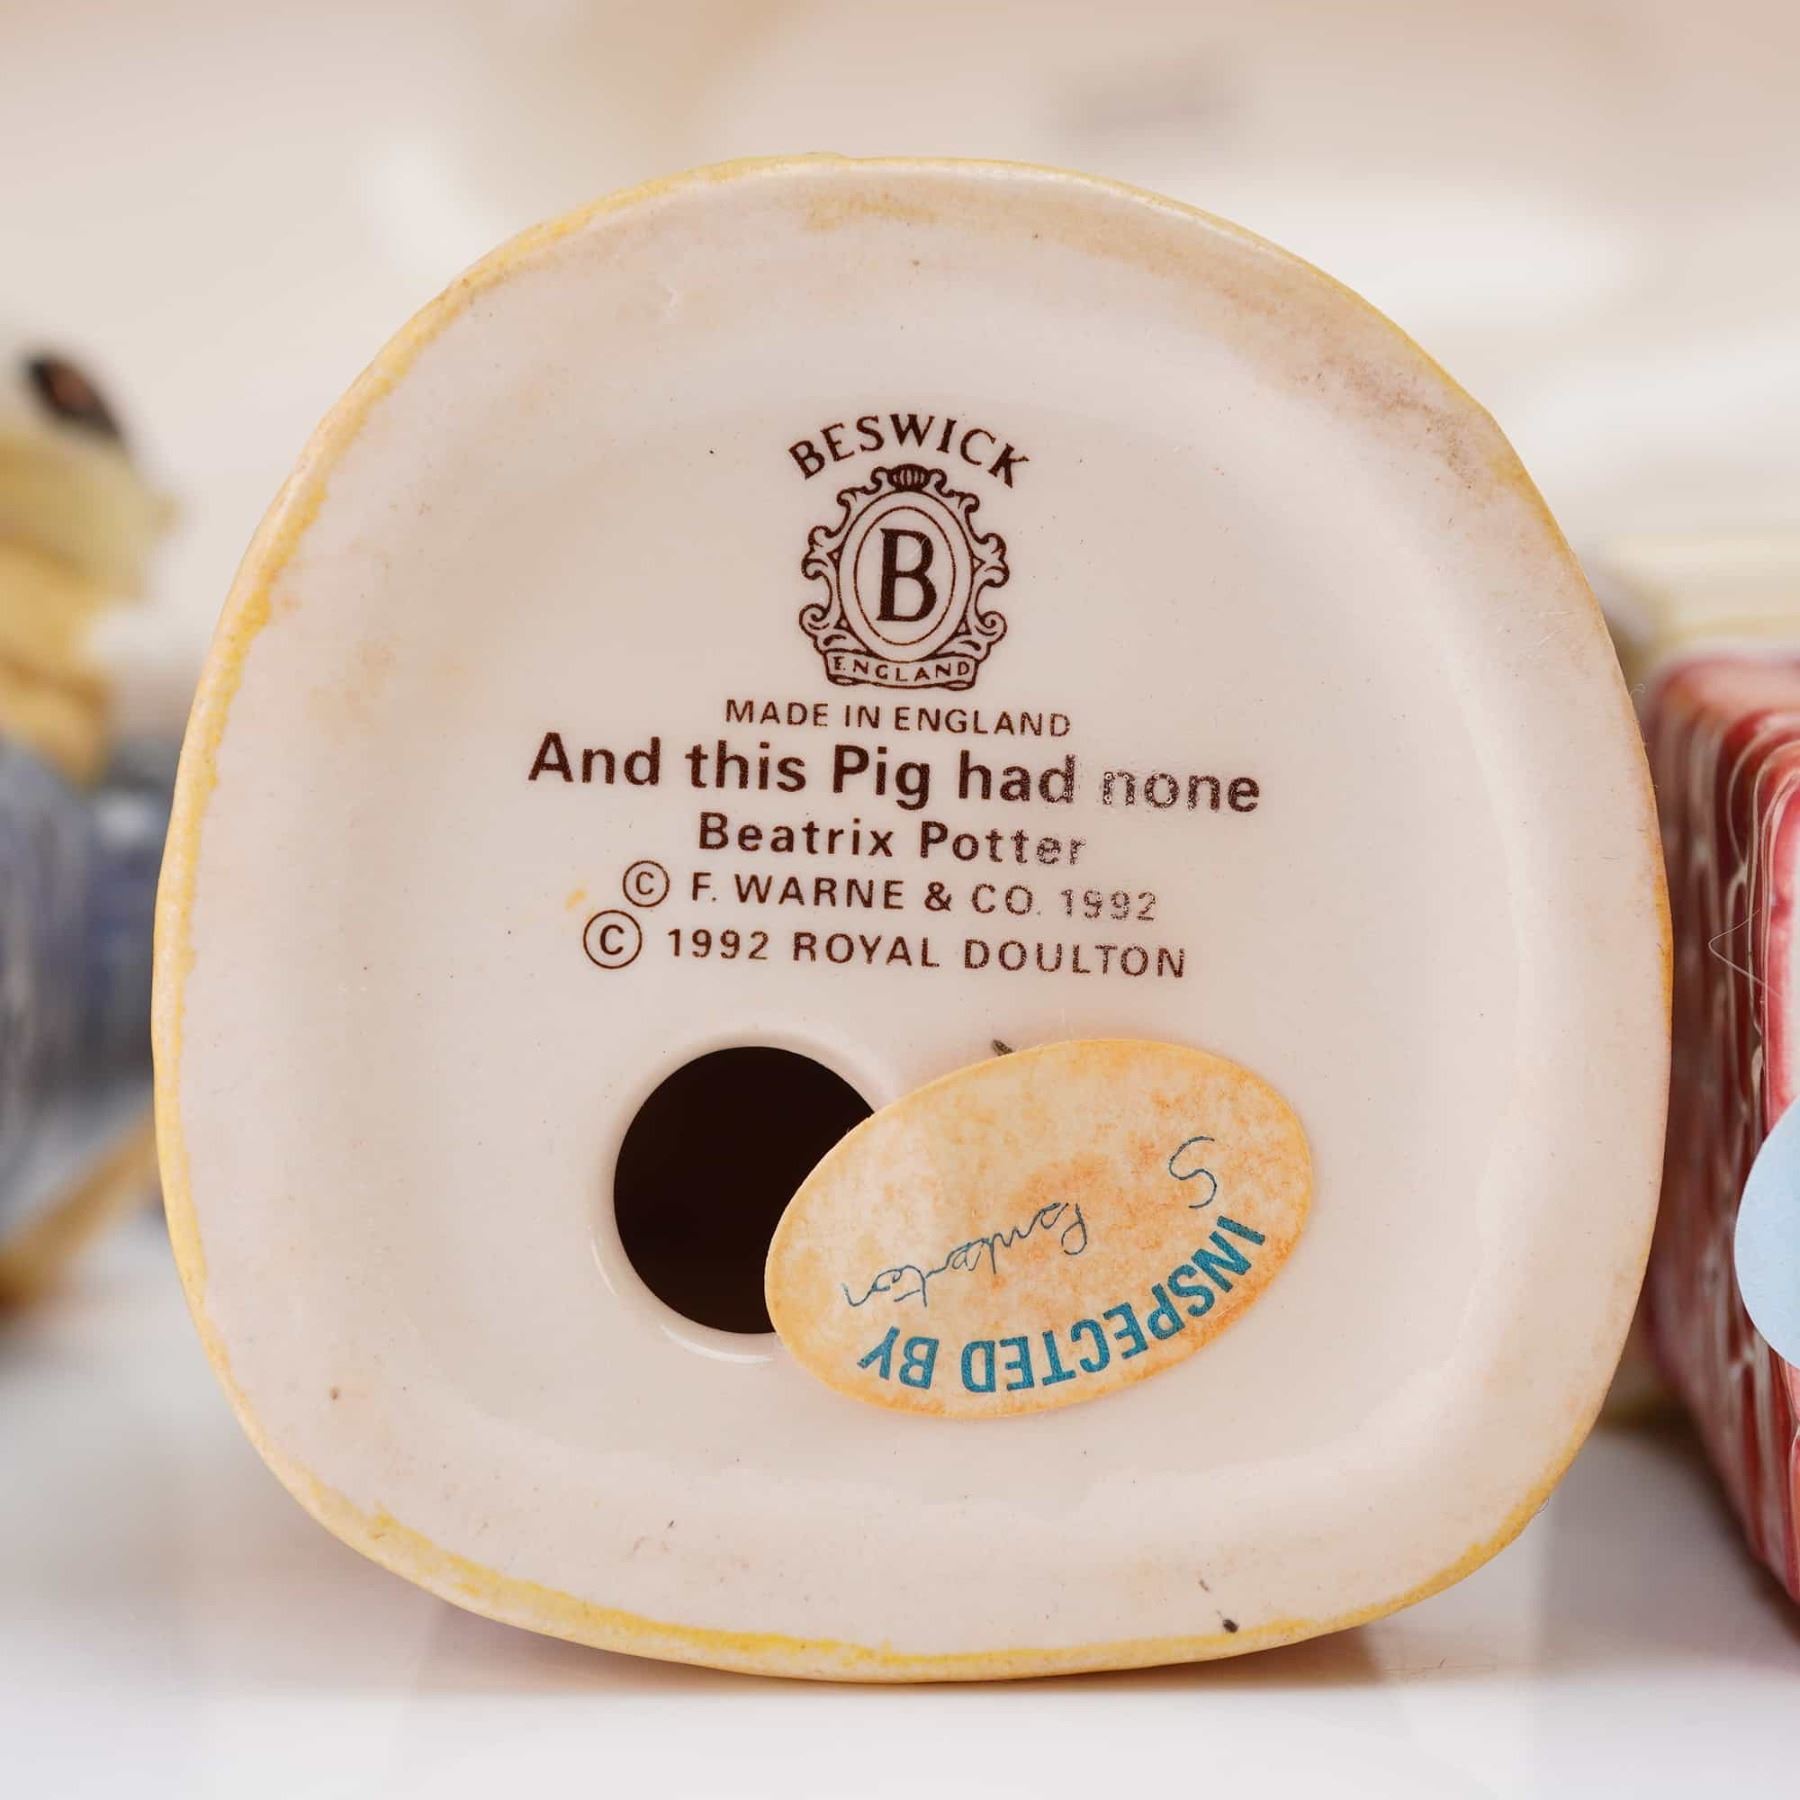 BESWICK
B
ENGLAND
MADE IN ENGLAND
And this Pig had none
Beatrix Potter
© F. WARNE & CO. 1992
© 1992 ROYAL DOULTON
INSPECTED BY
S